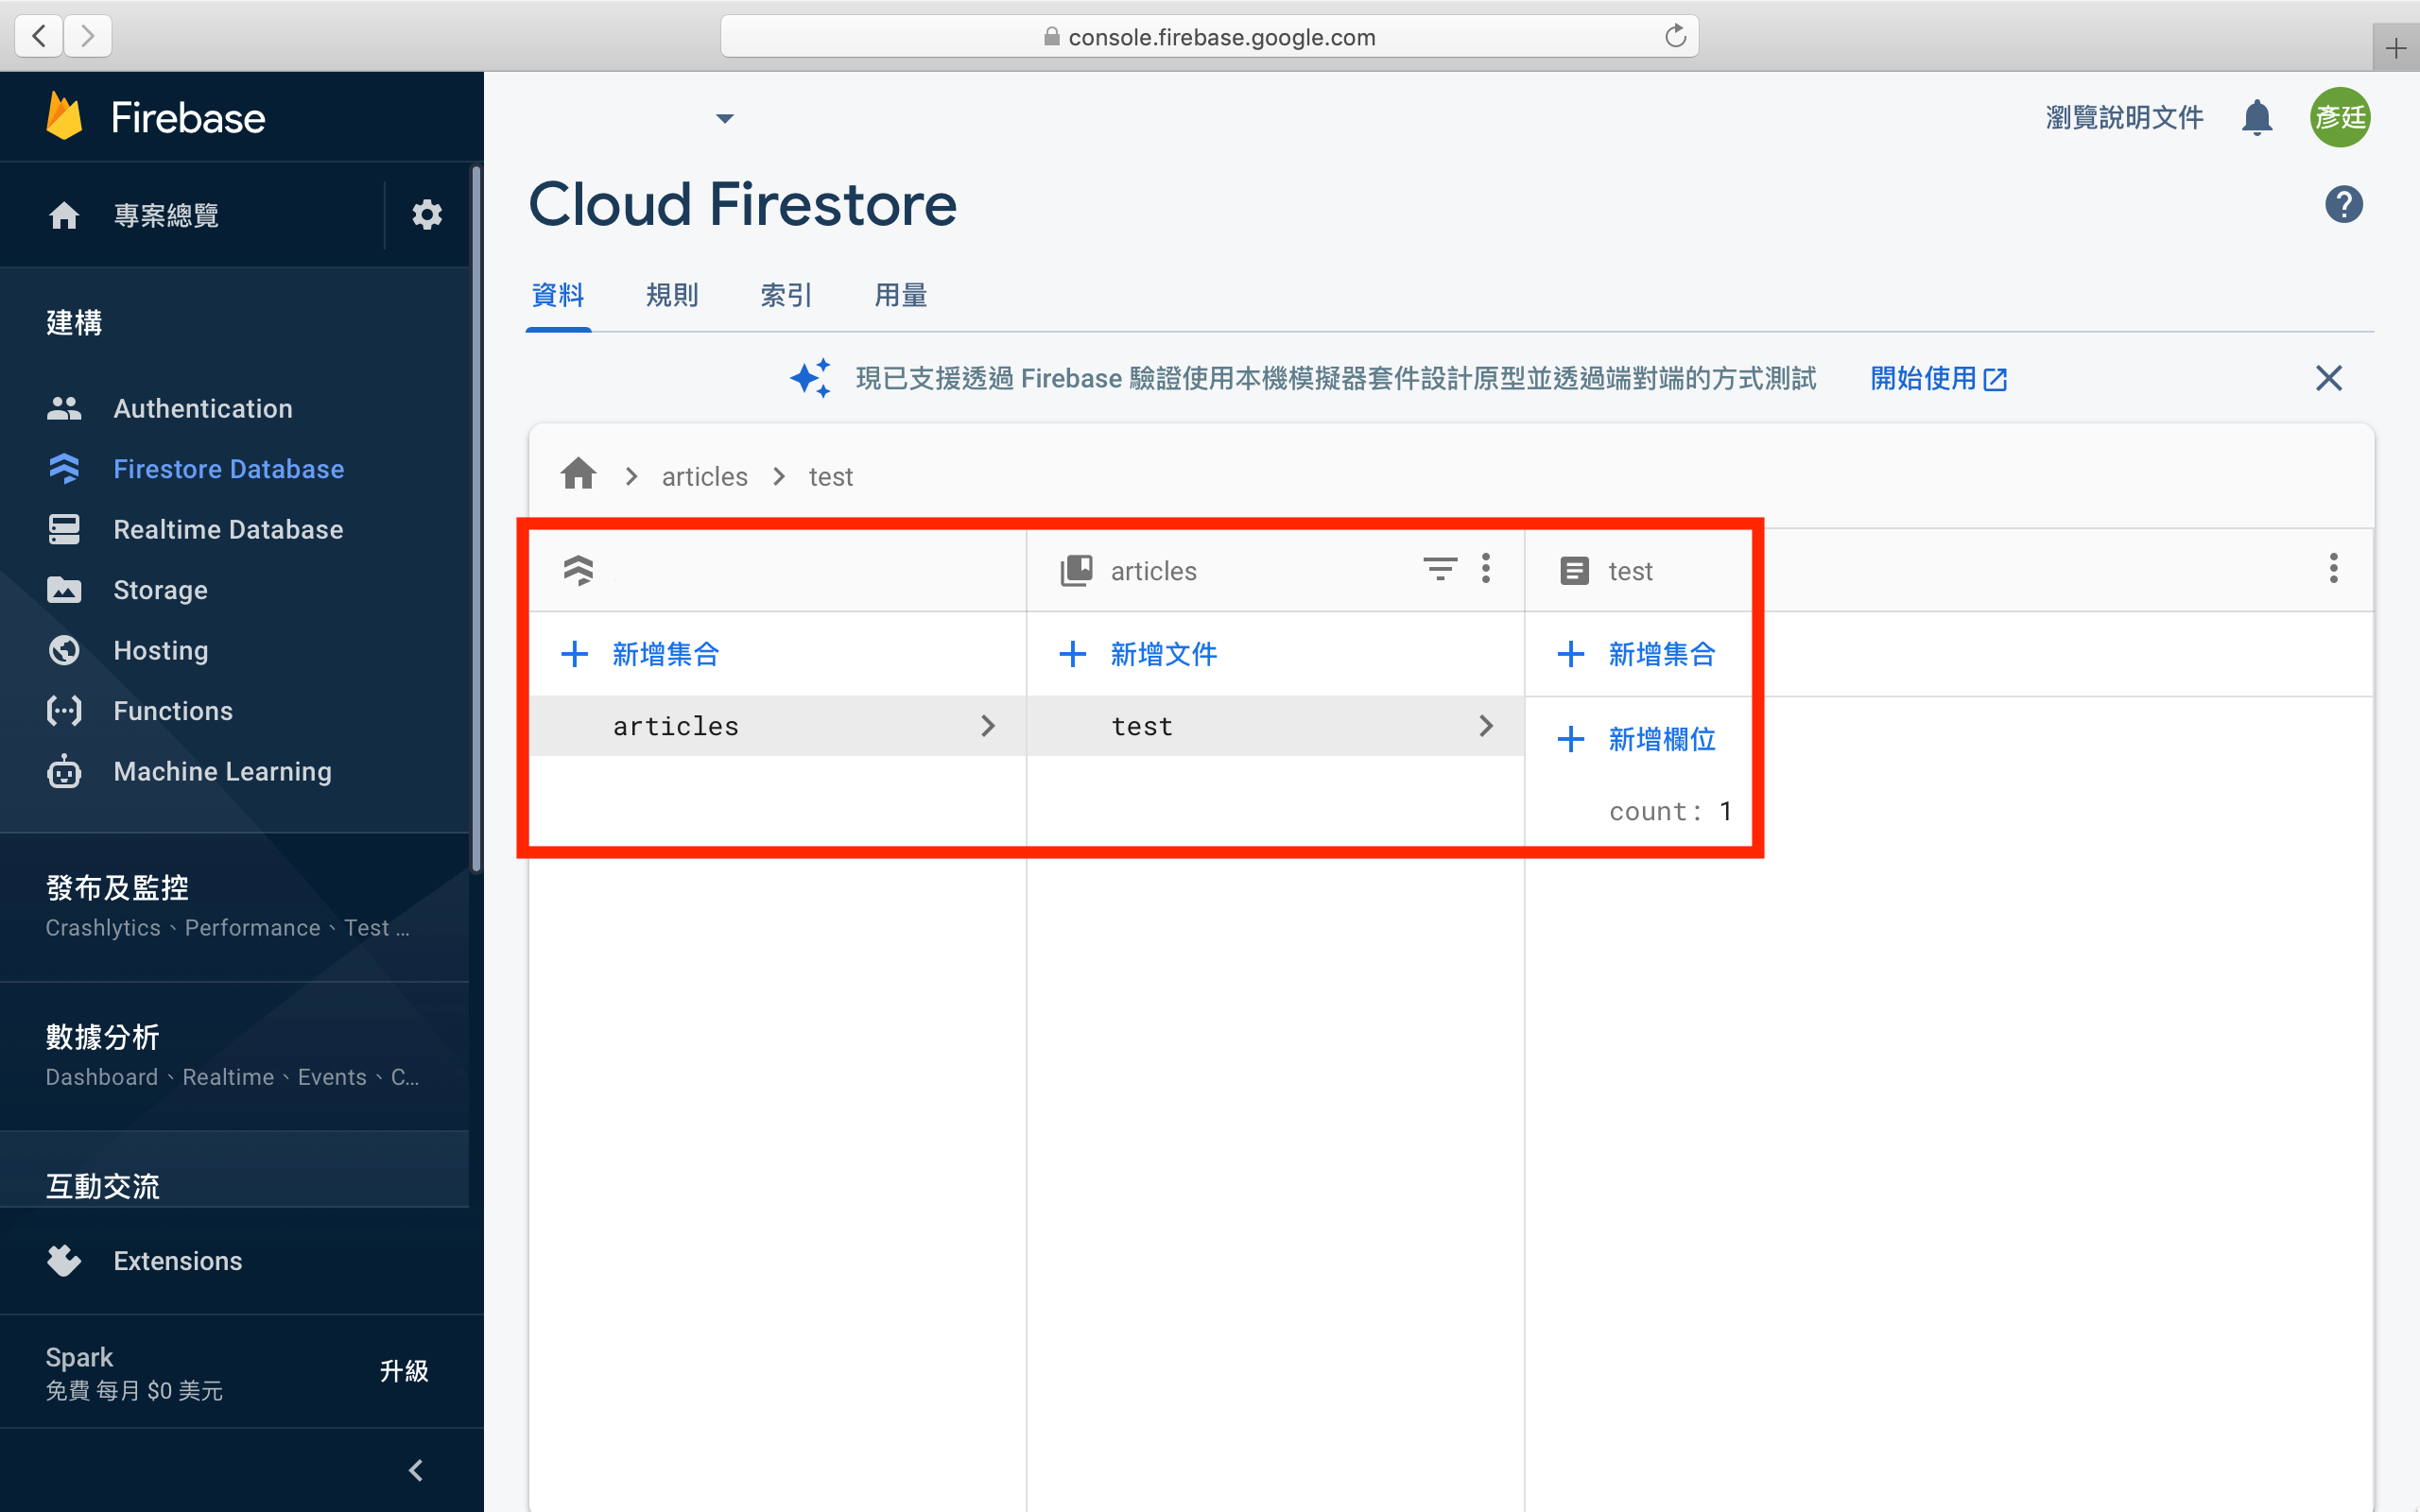 console.firebase.google.com
Firebase
瀏覽說明文件
彥廷
專案總覽
Cloud Firestore
資料 規則 索引 用量
建構
現已支援透過 Firebase 驗證使用本機模擬器套件設計原型並透過端對端的方式測試 開始使用
Authentication
Firestore Database
Realtime Database
Storage
Hosting
Functions
Machine Learning
發布及監控
Crashlytics、Performance、Test ...
數據分析
Dashboard、Realtime、Events、C...
互動交流
Extensions
Spark
免費 每月 $0 美元
升級
articles test
articles test
新增集合 新增文件 新增集合
articles test
新增欄位
count: 1